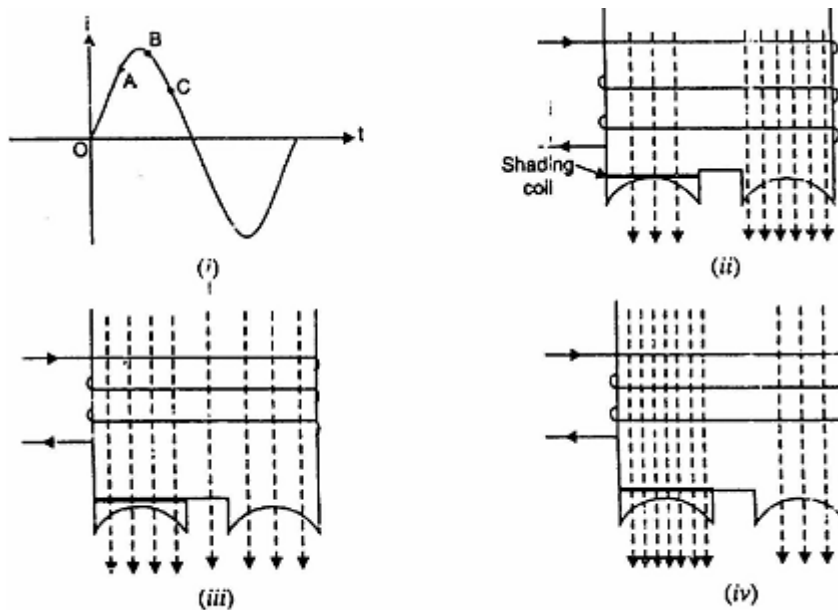 i
B
A
C
O
t
(i)
Shading
coil
(ii)
(iii)
(iv)